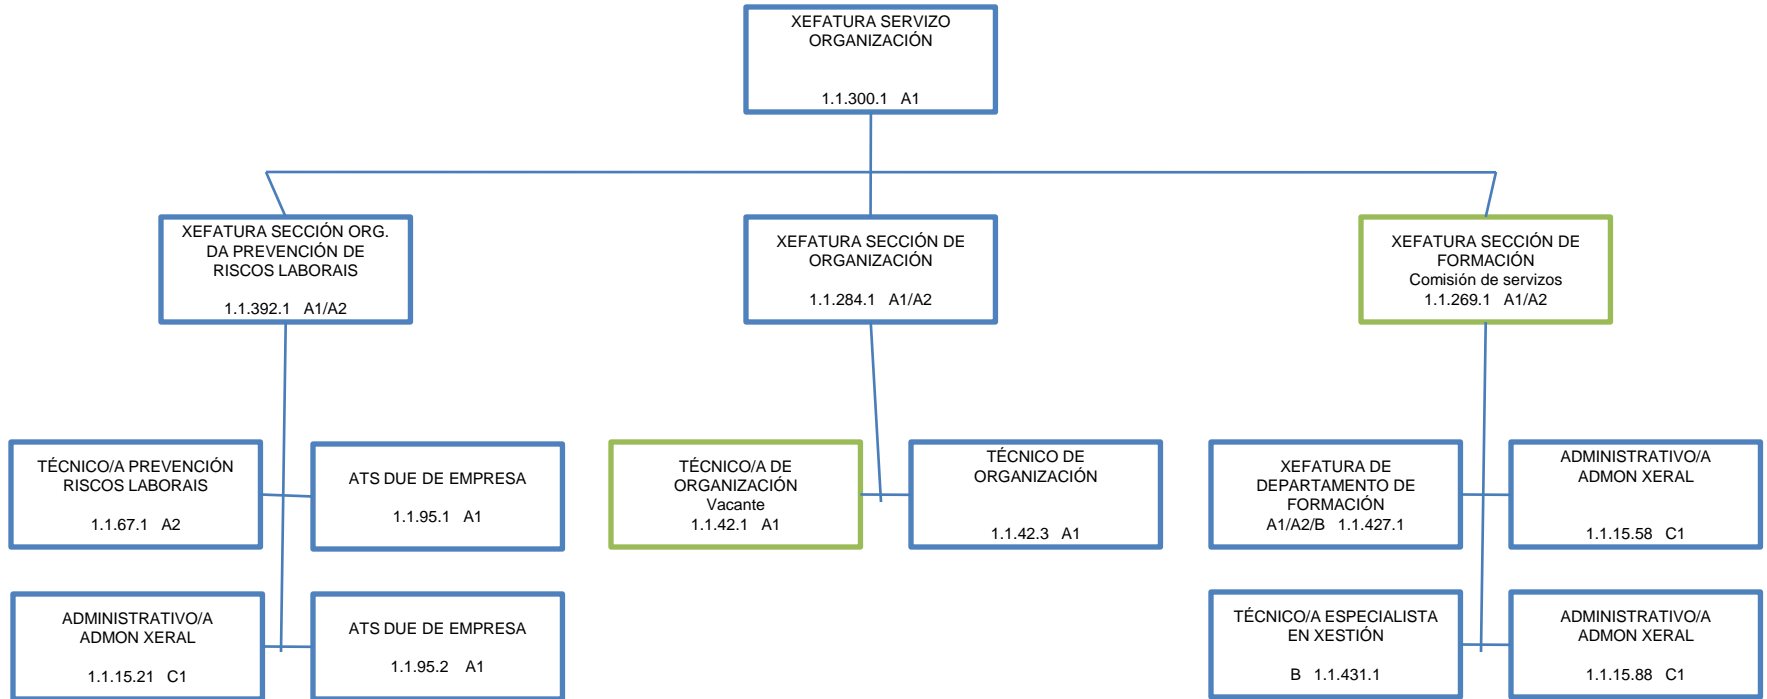 XEFATURA SERVIZO
ORGANIZACIÓN
1.1.300.1 A1
XEFATURA SECCIÓN ORG.
DA PREVENCIÓN DE
RISCOS LABORAIS
1.1.392.1 A1/A2
XEFATURA SECCIÓN DE
ORGANIZACIÓN
1.1.284.1 A1/A2
XEFATURA SECCIÓN DE
FORMACIÓN
Comisión de servizos
1.1.269.1 A1/A2
TÉCNICO/A PREVENCIÓN
RISCOS LABORAIS
1.1.67.1 A2
ATS DUE DE EMPRESA
1.1.95.1 A1
TÉCNICO/A DE
ORGANIZACIÓN
Vacante
1.1.42.1 A1
TÉCNICO DE
ORGANIZACIÓN
1.1.42.3 A1
XEFATURA DE
DEPARTAMENTO DE
FORMACIÓN
A1/A2/B 1.1.427.1
ADMINISTRATIVO/A
ADMON XERAL
1.1.15.58 C1
ADMINISTRATIVO/A
ADMON XERAL
1.1.15.21 C1
ATS DUE DE EMPRESA
1.1.95.2 A1
TÉCNICO/A ESPECIALISTA
EN XESTIÓN
B 1.1.431.1
ADMINISTRATIVO/A
ADMON XERAL
1.1.15.88 C1